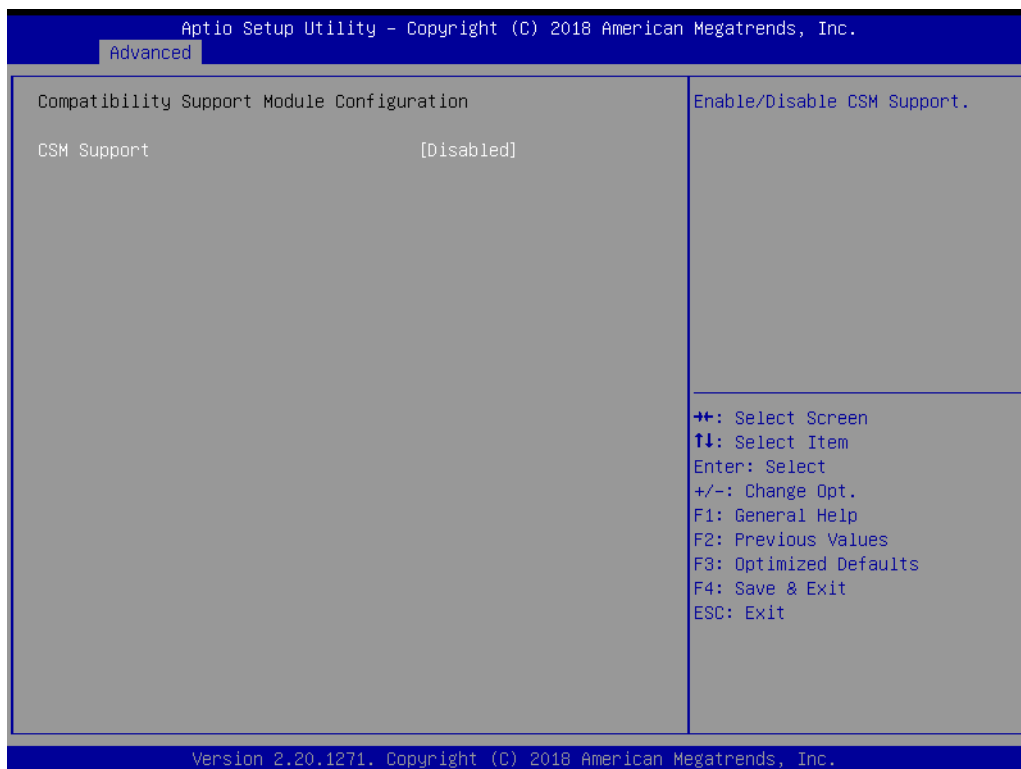 Aptio Setup Utility – Copyright (C) 2018 American Megatrends, Inc.
Advanced
Compatibility Support Module Configuration
CSM Support [Disabled]
Enable/Disable CSM Support.
→←: Select Screen
↑↓: Select Item
Enter: Select
+/-: Change Opt.
F1: General Help
F2: Previous Values
F3: Optimized Defaults
F4: Save & Exit
ESC: Exit
Version 2.20.1271. Copyright (C) 2018 American Megatrends, Inc.